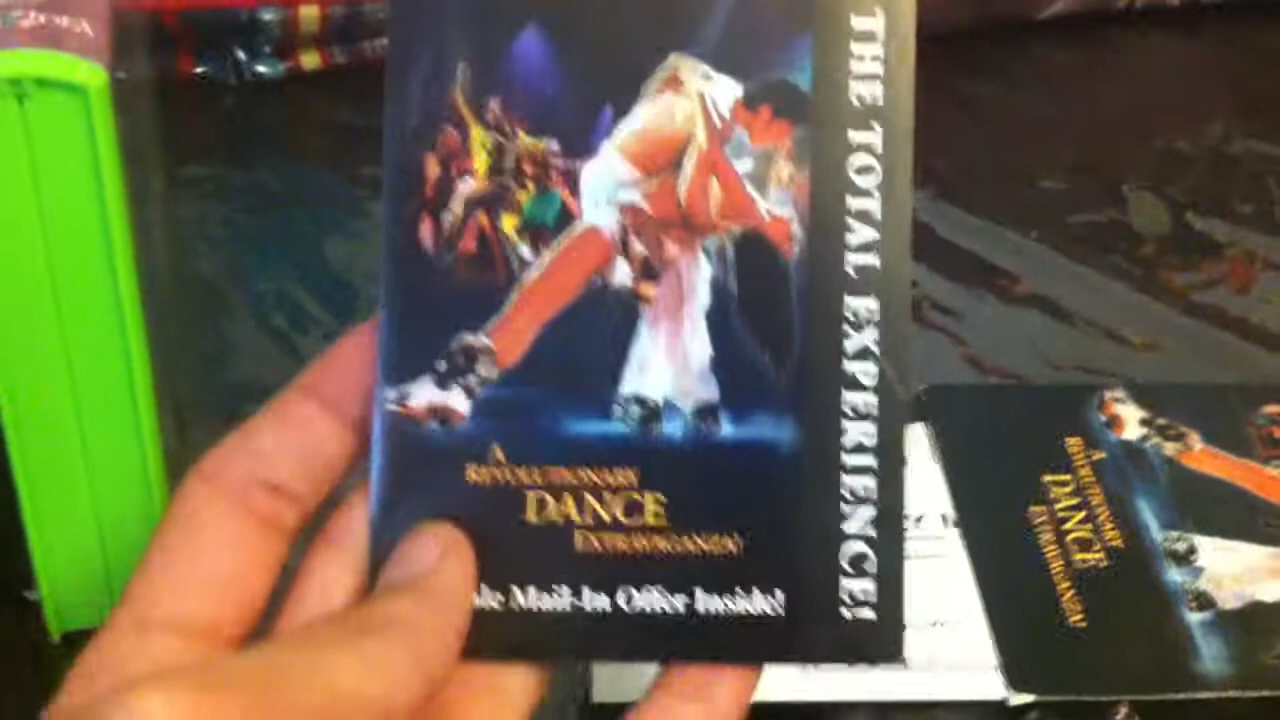 THE TOTAL EXPERIENCE!
A
REVOLUTIONARY
DANCE
EXTRAVAGANZA!
Mail-In Offer Inside!
A
REVOLUTIONARY
DANCE
EXTRAVAGANZA!